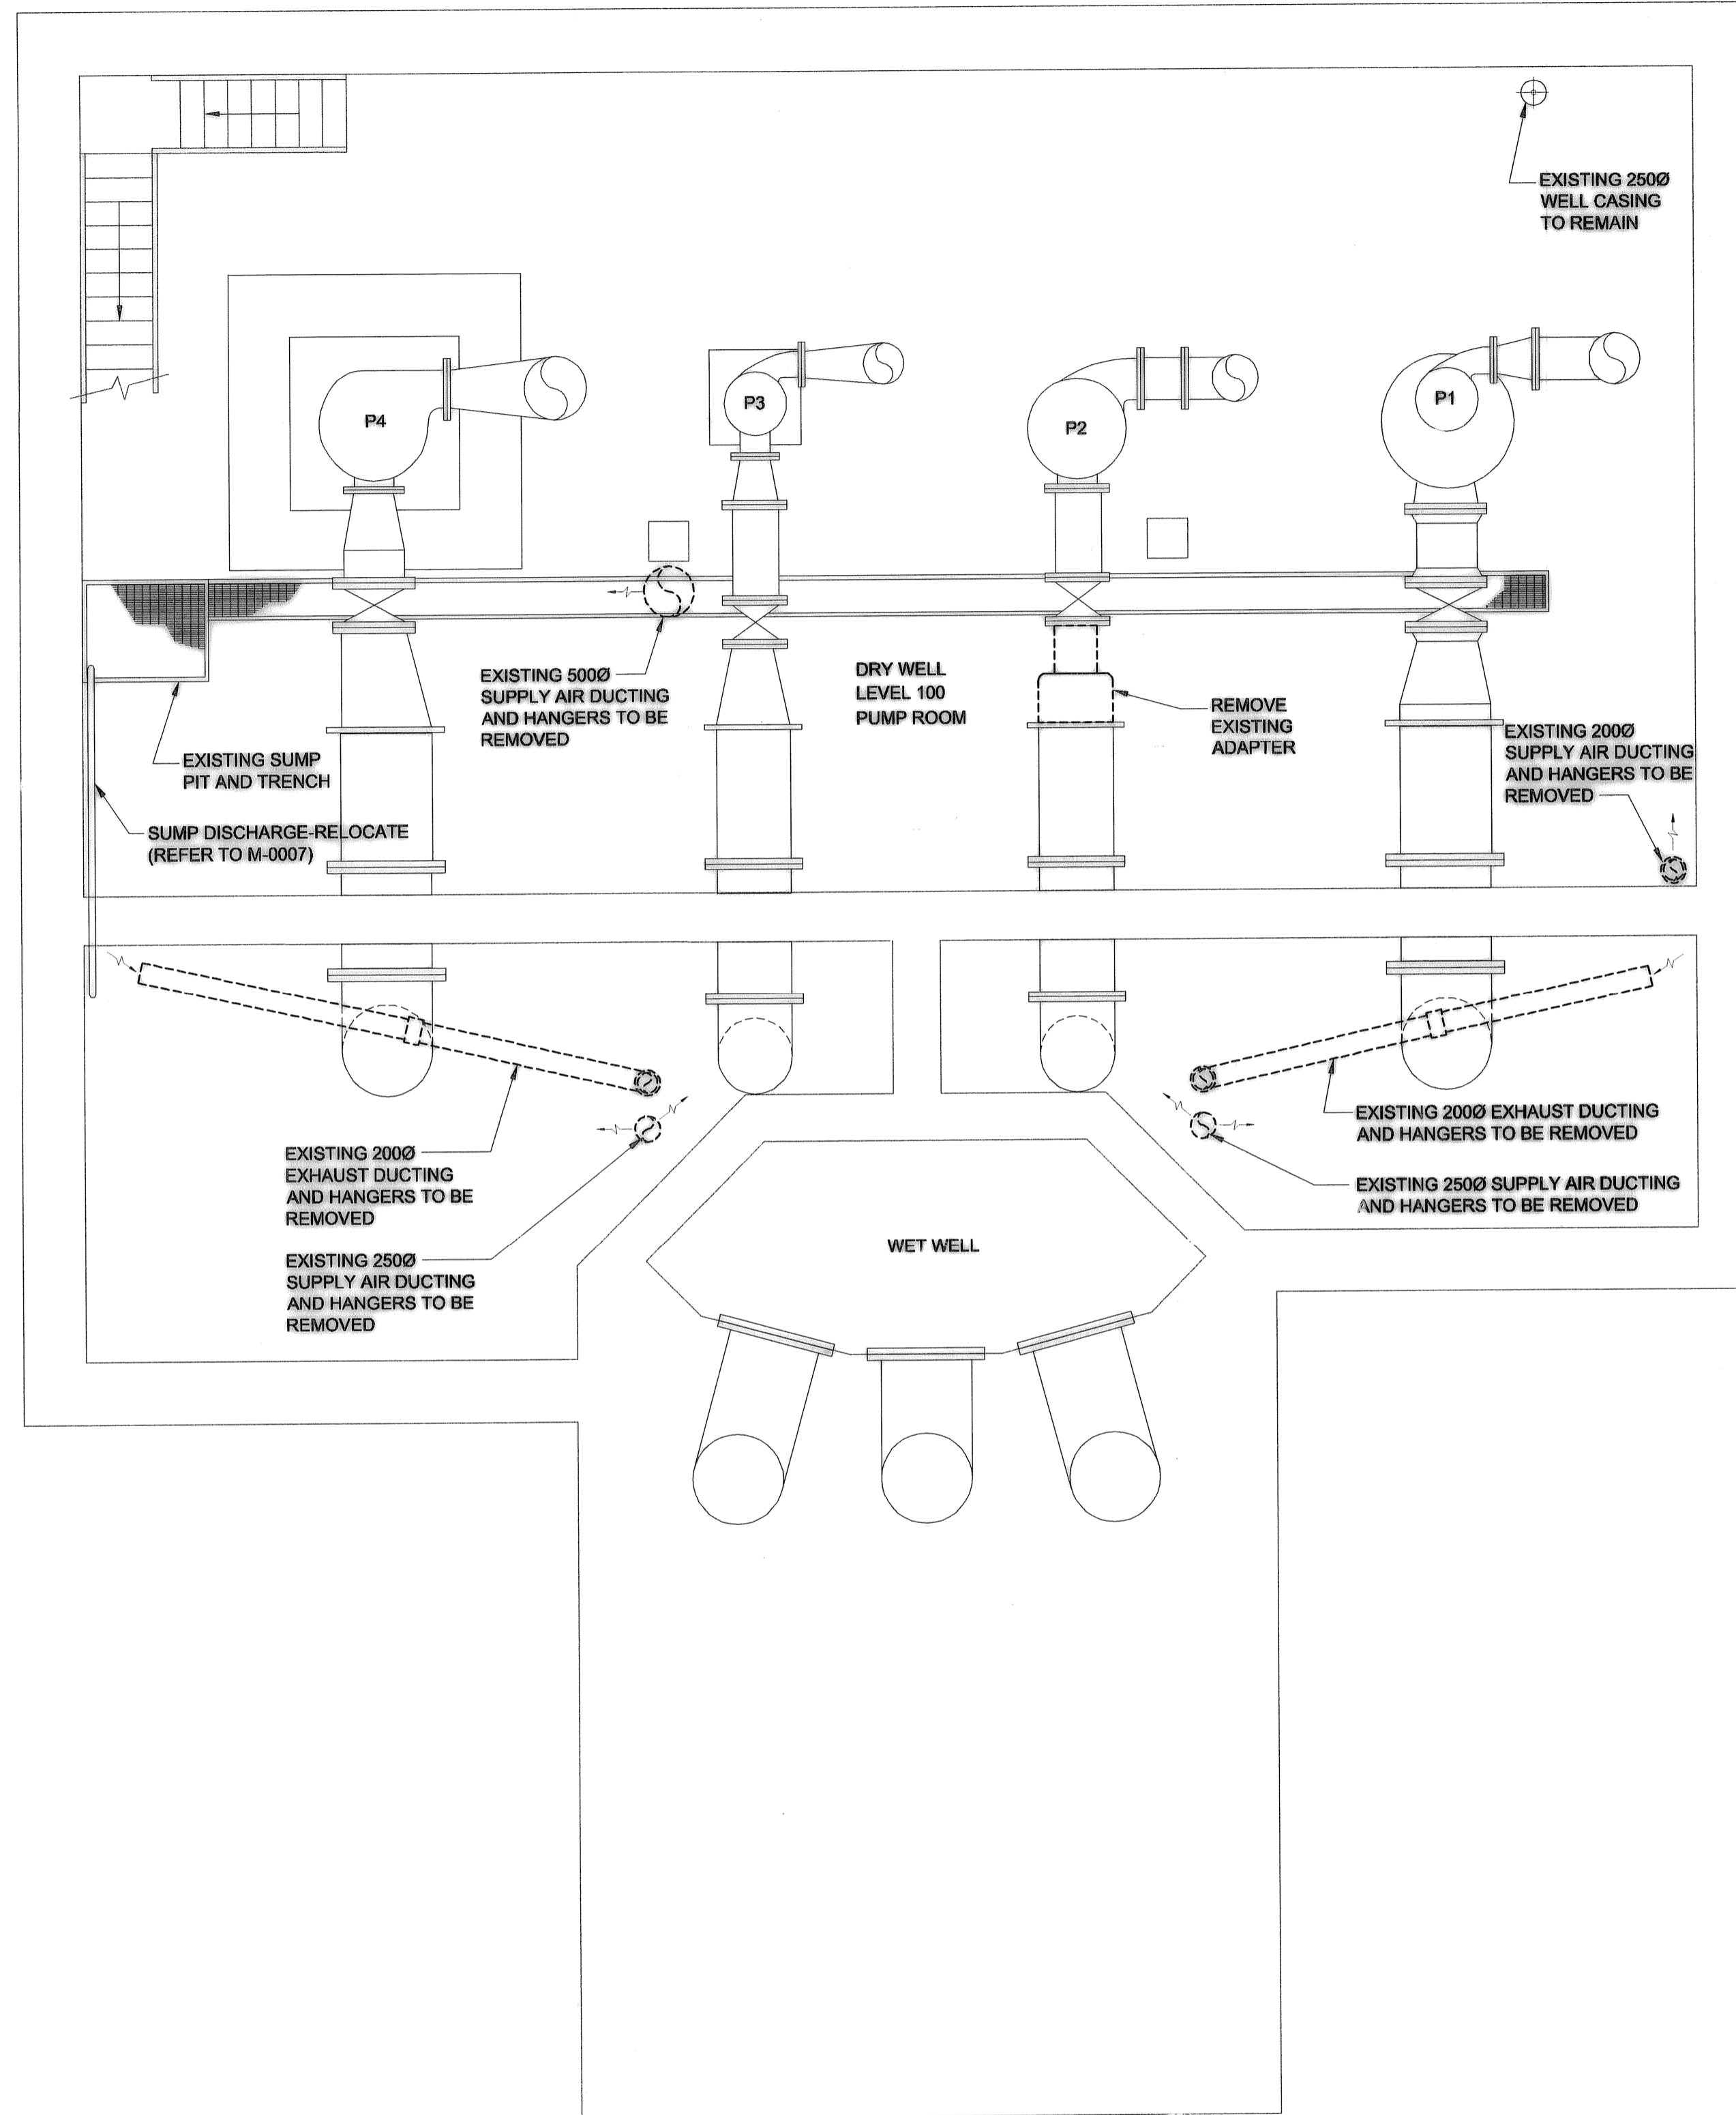 EXISTING 250Ø
WELL CASING
TO REMAIN
P4
P3
P2
P1
EXISTING 500Ø
SUPPLY AIR DUCTING
AND HANGERS TO BE
REMOVED
DRY WELL
LEVEL 100
PUMP ROOM
REMOVE
EXISTING
ADAPTER
EXISTING 200Ø
SUPPLY AIR DUCTING
AND HANGERS TO BE
REMOVED
EXISTING SUMP
PIT AND TRENCH
SUMP DISCHARGE-RELOCATE
(REFER TO M-0007)
EXISTING 200Ø
EXHAUST DUCTING
AND HANGERS TO BE
REMOVED
EXISTING 250Ø
SUPPLY AIR DUCTING
AND HANGERS TO BE
REMOVED
WET WELL
EXISTING 200Ø EXHAUST DUCTING
AND HANGERS TO BE REMOVED
EXISTING 250Ø SUPPLY AIR DUCTING
AND HANGERS TO BE REMOVED